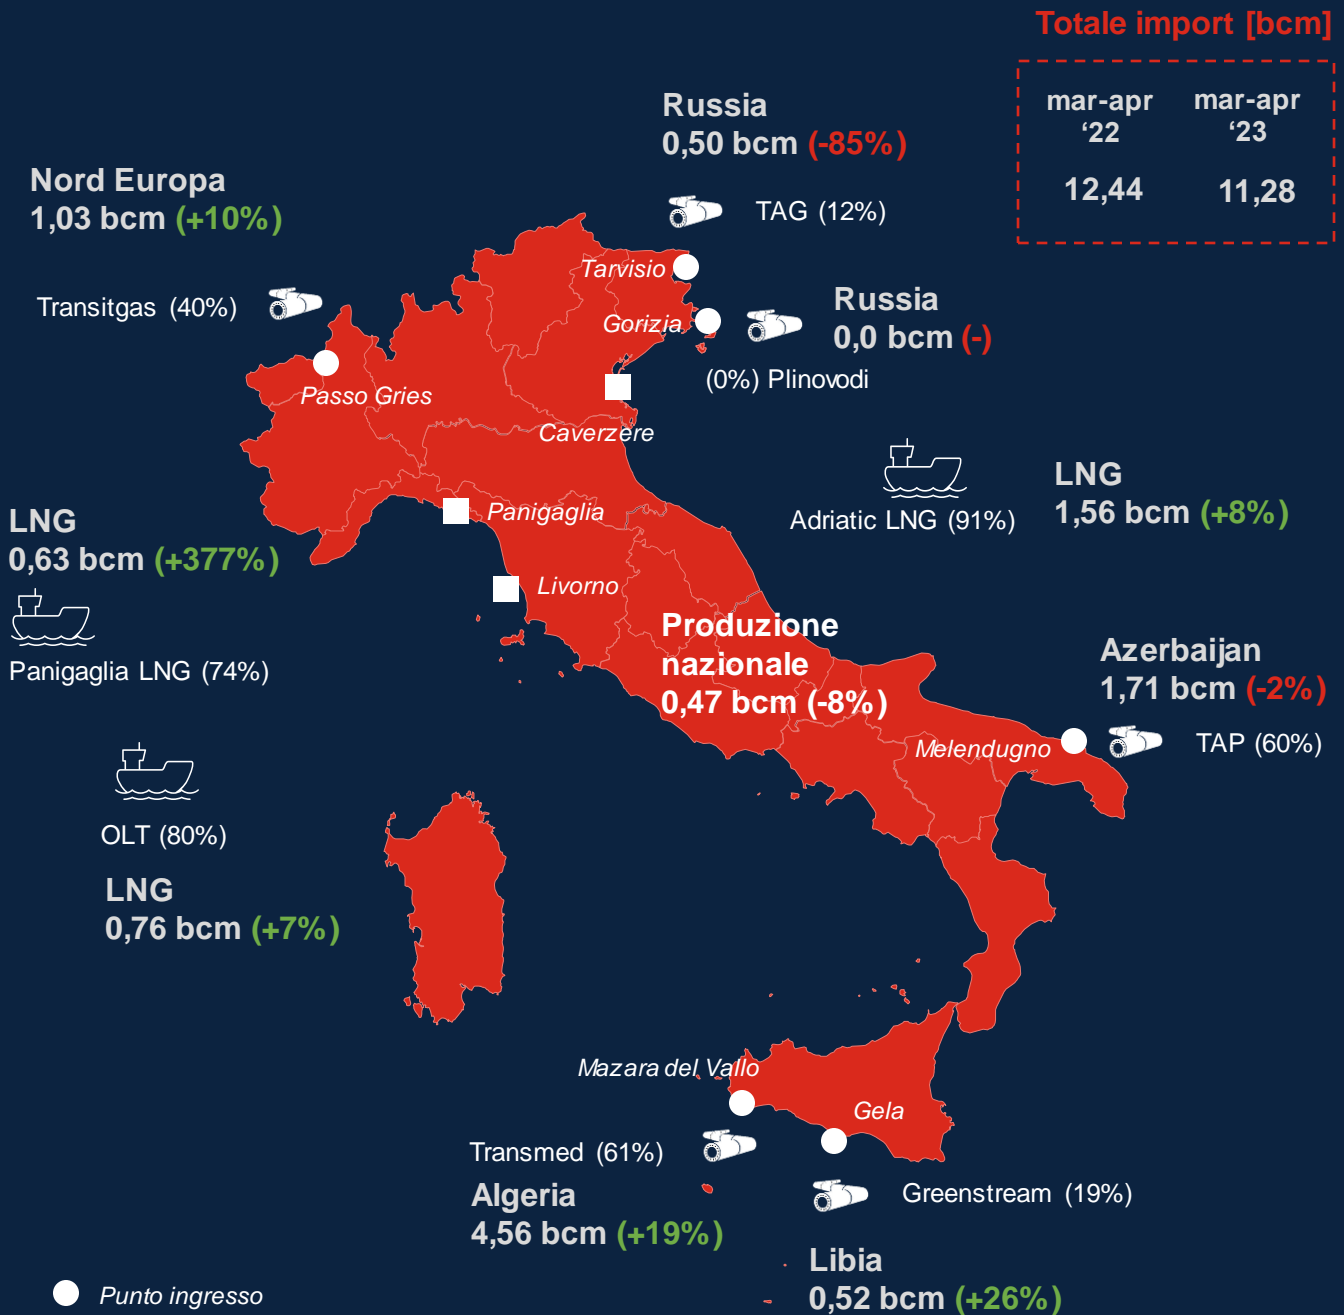 Totale import [bcm]
mar-apr mar-apr
‘22 ‘23
12,44 11,28
Russia
0,50 bcm (-85%)
TAG (12%)
Nord Europa
1,03 bcm (+10%)
Transitgas (40%)
Tarvisio
Gorizia
Russia
0,0 bcm (-)
(0%) Plinovodi
Passo Gries
Caverzere
Adriatic LNG (91%)
LNG
1,56 bcm (+8%)
LNG
0,63 bcm (+377%)
Panigaglia LNG (74%)
Panigaglia
Livorno
Produzione
nazionale
0,47 bcm (-8%)
Azerbaijan
1,71 bcm (-2%)
TAP (60%)
Melendugno
OLT (80%)
LNG
0,76 bcm (+7%)
Mazara del Vallo
Gela
Transmed (61%)
Algeria
4,56 bcm (+19%)
Greenstream (19%)
Libia
0,52 bcm (+26%)
Punto ingresso